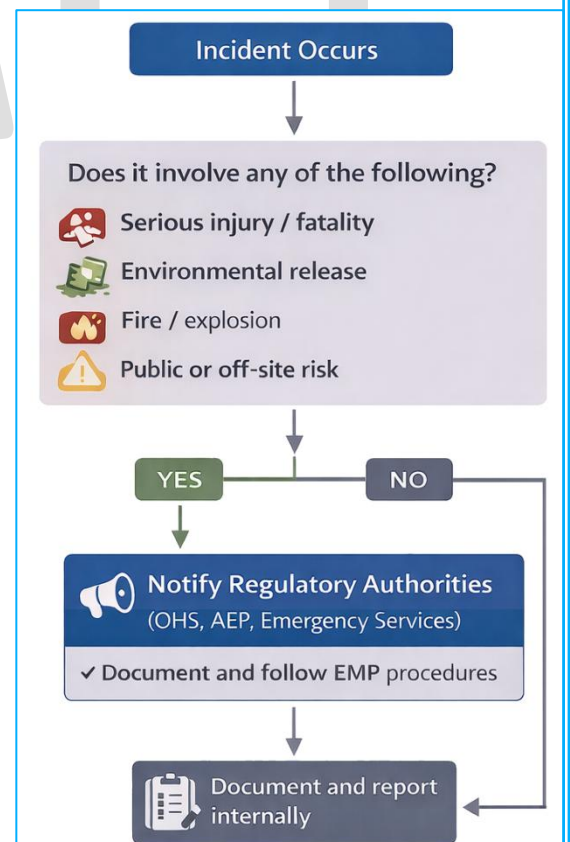 Incident Occurs
Does it involve any of the following?
Serious injury / fatality
Environmental release
Fire / explosion
Public or off-site risk
YES
NO
Notify Regulatory Authorities
(OHS, AEP, Emergency Services)
✓ Document and follow EMP procedures
Document and report
internally